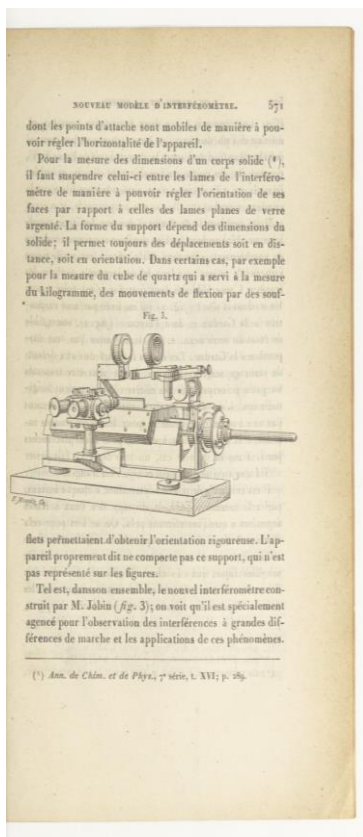 NOUVEAU MODÈLE D'INTERFÉROMÈTRE. 571
dont les points d'attache sont mobiles de manière à pou-
voir régler l'horizontalité de l'appareil.
Pour la mesure des dimensions d'un corps solide (¹),
il faut suspendre celui-ci entre les lames de l'interféro-
mètre de manière à pouvoir régler l'orientation de ses
faces par rapport à celles des lames planes de verre
argenté. La forme du support dépend des dimensions du
solide; il permet toujours des déplacements soit en dis-
tance, soit en orientation. Dans certains cas, par exemple
pour la mesure du cube de quartz qui a servi à la mesure
du kilogramme, des mouvements de flexion par des souf-
Fig. 3.
flets permettaient d'obtenir l'orientation rigoureuse. L'ap-
pareil proprement dit ne comporte pas ce support, qui n'est
pas représenté sur les figures.
Tel est, dans son ensemble, le nouvel interféromètre con-
struit par M. Jobin (fig. 3); on voit qu'il est spécialement
agencé pour l'observation des interférences à grandes dif-
férences de marche et les applications de ces phénomènes.
(¹) Ann. de Chim. et de Phys., 7e série, t. XVI; p. 289.